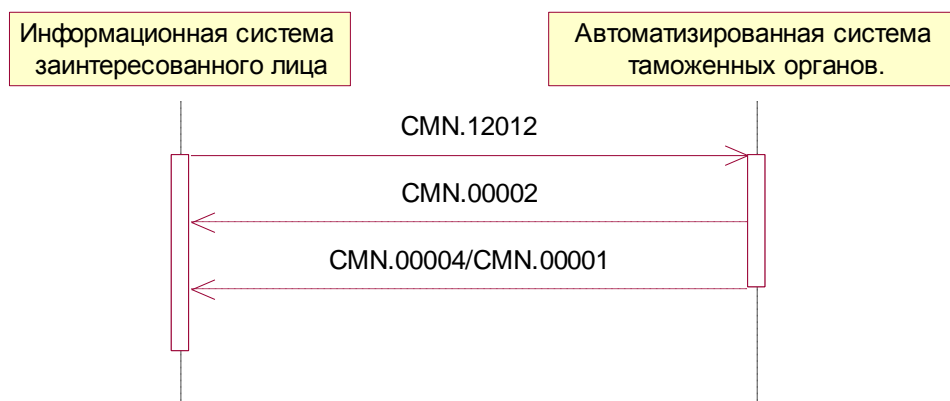 Информационная система
заинтересованного лица
Автоматизированная система
таможенных органов.
CMN.12012
CMN.00002
CMN.00004/CMN.00001